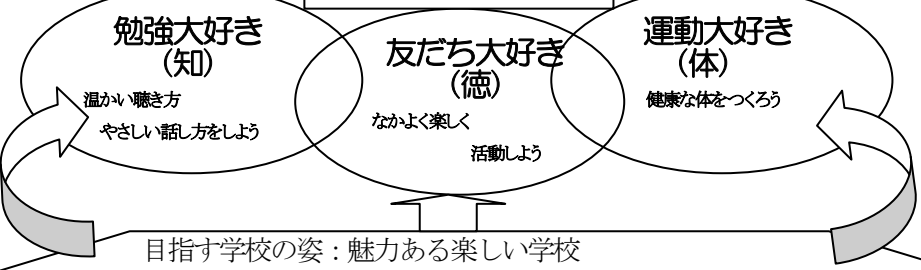 勉強大好き
(知)
温かい聴き方
やさしい話し方をしよう
友だち大好き
(徳)
なかよく楽しく
活動しよう
運動大好き
(体)
健康な体をつくろう
目指す学校の姿：魅力ある楽しい学校